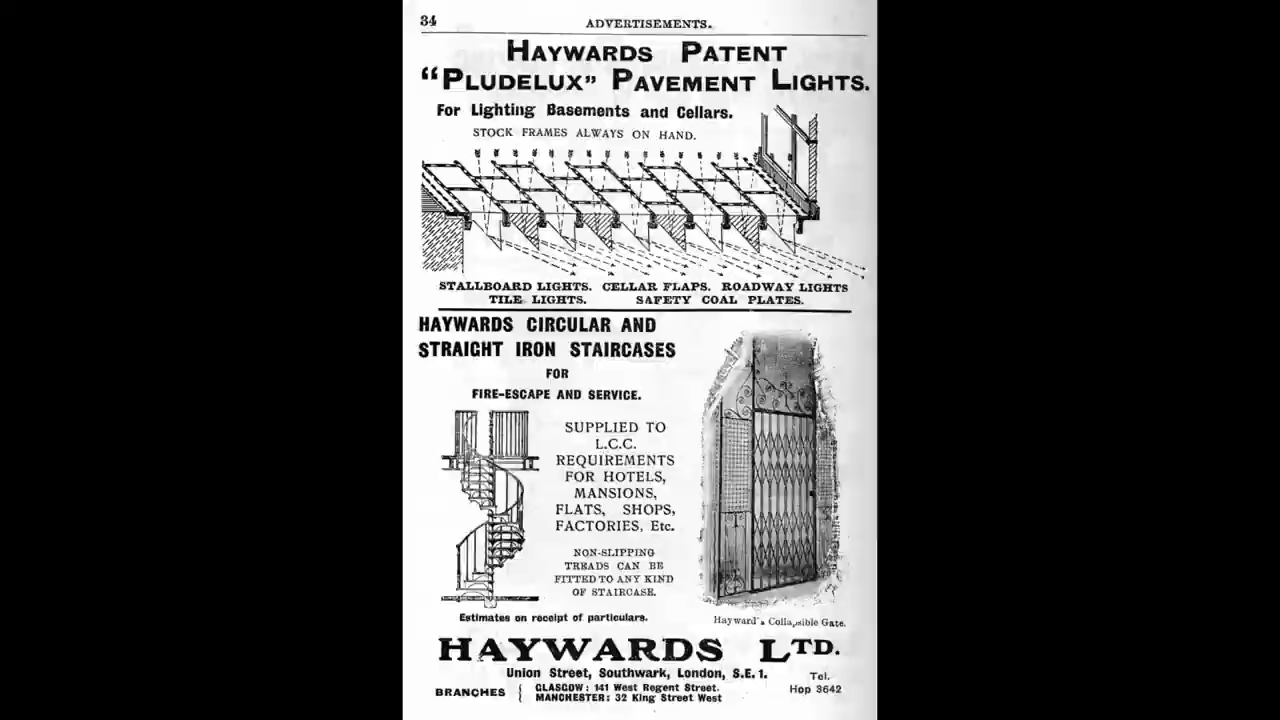 34
ADVERTISEMENTS.
HAYWARDS PATENT
"PLUDELUX" PAVEMENT LIGHTS.
For Lighting Basements and Cellars.
STOCK FRAMES ALWAYS ON HAND.
STALLBOARD LIGHTS. CELLAR FLAPS. ROADWAY LIGHTS
TILE LIGHTS. SAFETY COAL PLATES.
HAYWARDS CIRCULAR AND
STRAIGHT IRON STAIRCASES
FOR
FIRE-ESCAPE AND SERVICE.
SUPPLIED TO
L.C.C.
REQUIREMENTS
FOR HOTELS,
MANSIONS,
FLATS, SHOPS,
FACTORIES, Etc.
NON-SLIPPING
TREADS CAN BE
FITTED TO ANY KIND
OF STAIRCASE.
Estimates on receipt of particulars.
Hayward's Collapsible Gate.
HAYWARDS LTD.
Union Street, Southwark, London, S.E. 1.
Tel.
Hop 3642
BRANCHES { GLASGOW: 141 West Regent Street.
MANCHESTER: 32 King Street West